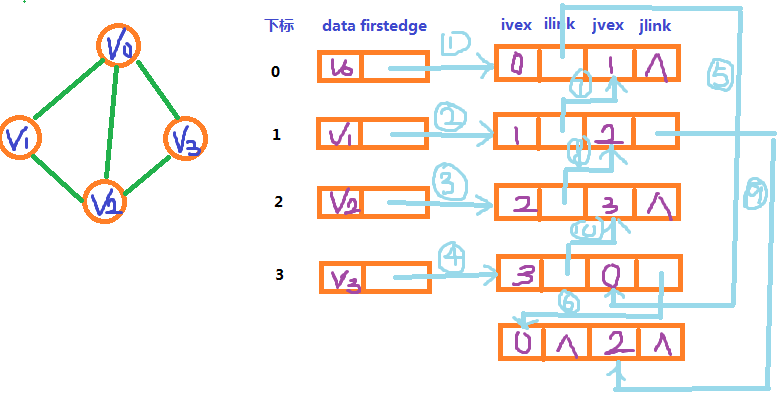 下标 data firstedge ivex ilink jvex jlink
V0
V1
V3
V2
0 V0 ① 0 1 ∧ ⑤
⑦
1 V1 ② 1 2
⑧
2 V2 ③ 2 3 ∧ ⑨
⑩
3 V3 ④ 3 0
⑥
0 ∧ 2 ∧